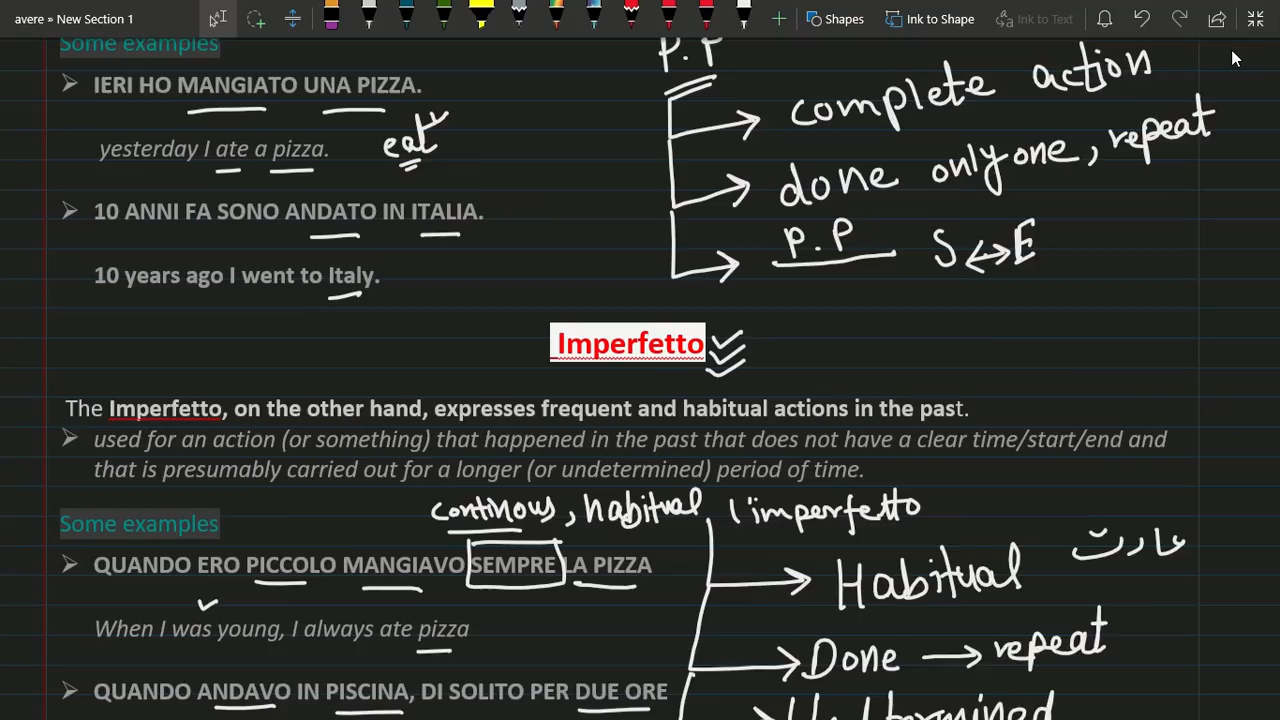 avere » New Section 1
Shapes
Ink to Shape
Ink to Text
Some examples
IERI HO MANGIATO UNA PIZZA.
yesterday I ate a pizza.
eat
10 ANNI FA SONO ANDATO IN ITALIA.
10 years ago I went to Italy.
P.P
complete action
done only one, repeat
P.P S ↔ E
Imperfetto
The Imperfetto, on the other hand, expresses frequent and habitual actions in the past.
used for an action (or something) that happened in the past that does not have a clear time/start/end and
that is presumably carried out for a longer (or undetermined) period of time.
continous, habitual l'imperfetto
Some examples
QUANDO ERO PICCOLO MANGIAVO SEMPRE LA PIZZA
When I was young, I always ate pizza
QUANDO ANDAVO IN PISCINA, DI SOLITO PER DUE ORE
Habitual عادت
Done → repeat